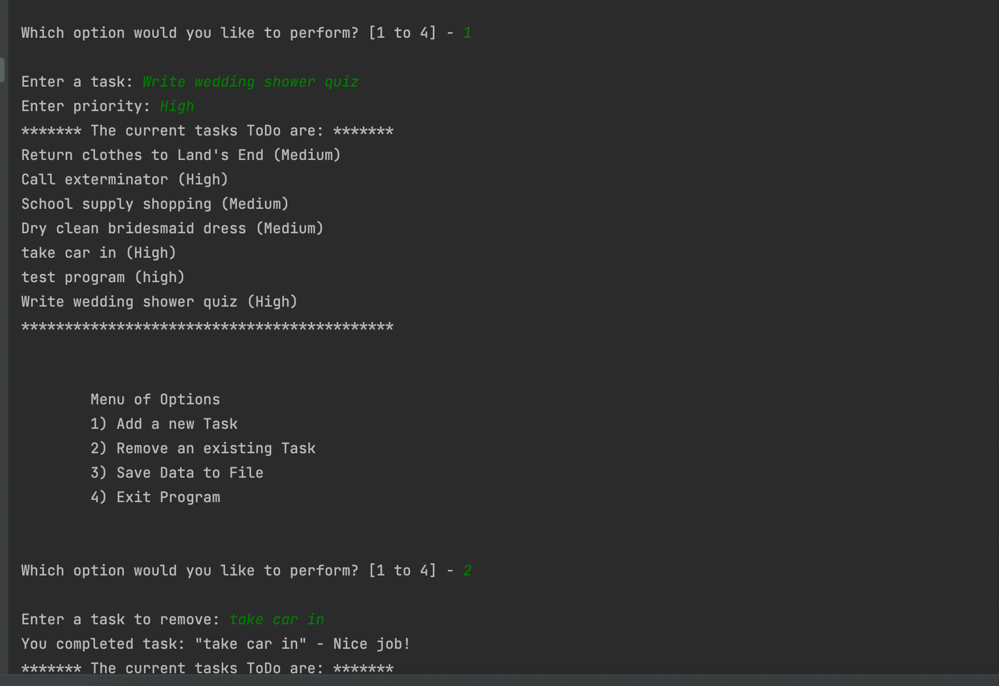 Which option would you like to perform? [1 to 4] - 1
Enter a task: Write wedding shower quiz
Enter priority: High
******* The current tasks ToDo are: *******
Return clothes to Land's End (Medium)
Call exterminator (High)
School supply shopping (Medium)
Dry clean bridesmaid dress (Medium)
take car in (High)
test program (high)
Write wedding shower quiz (High)
*******************************************
Menu of Options
1) Add a new Task
2) Remove an existing Task
3) Save Data to File
4) Exit Program
Which option would you like to perform? [1 to 4] - 2
Enter a task to remove: take car in
You completed task: "take car in" - Nice job!
******* The current tasks ToDo are: *******